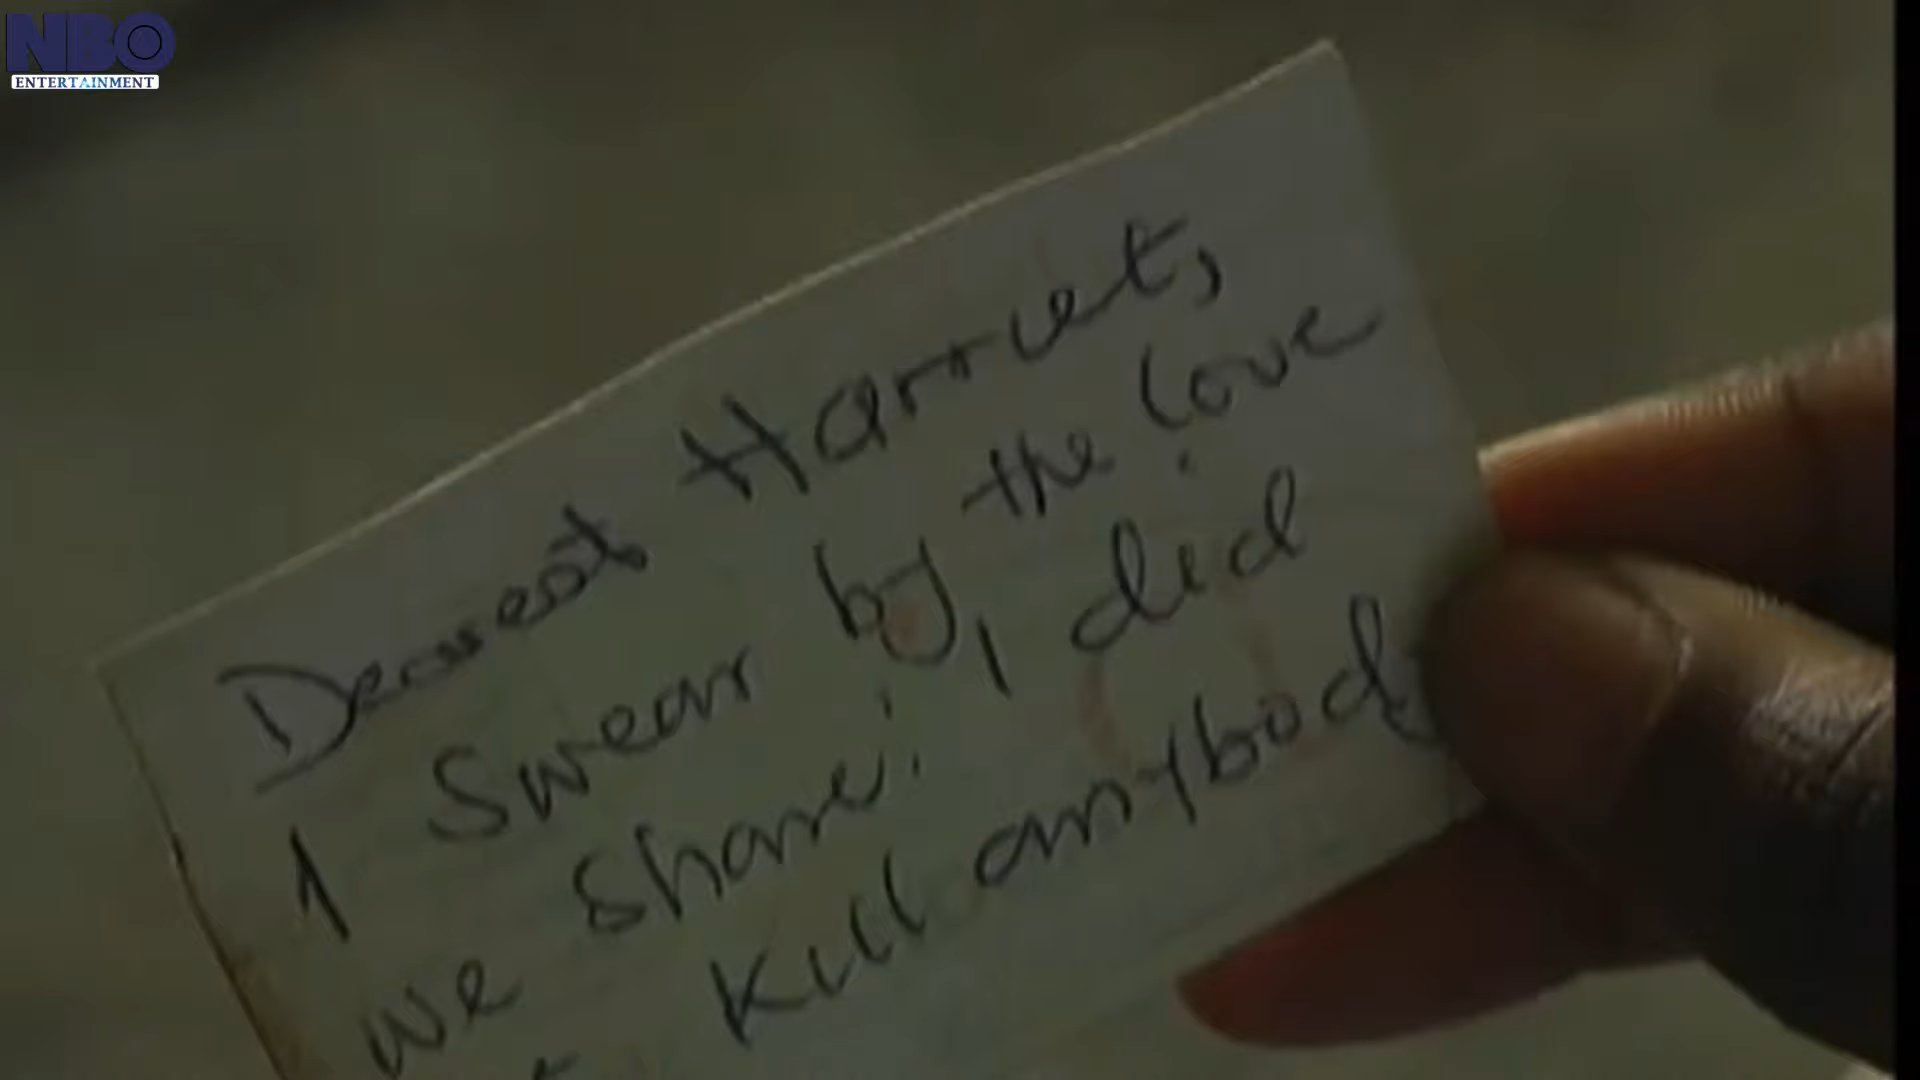 NBO
ENTERTAINMENT
Dearest Harriet,
I Swear by the love
we share, I did
kill anybod